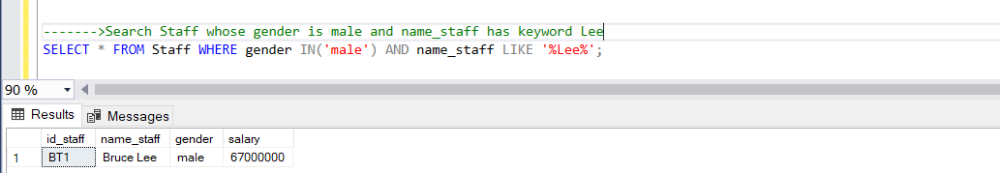 ------->Search Staff whose gender is male and name_staff has keyword Lee
SELECT * FROM Staff WHERE gender IN('male') AND name_staff LIKE '%Lee%';
90 %
Results Messages
id_staff name_staff gender salary
1 BT1 Bruce Lee male 67000000